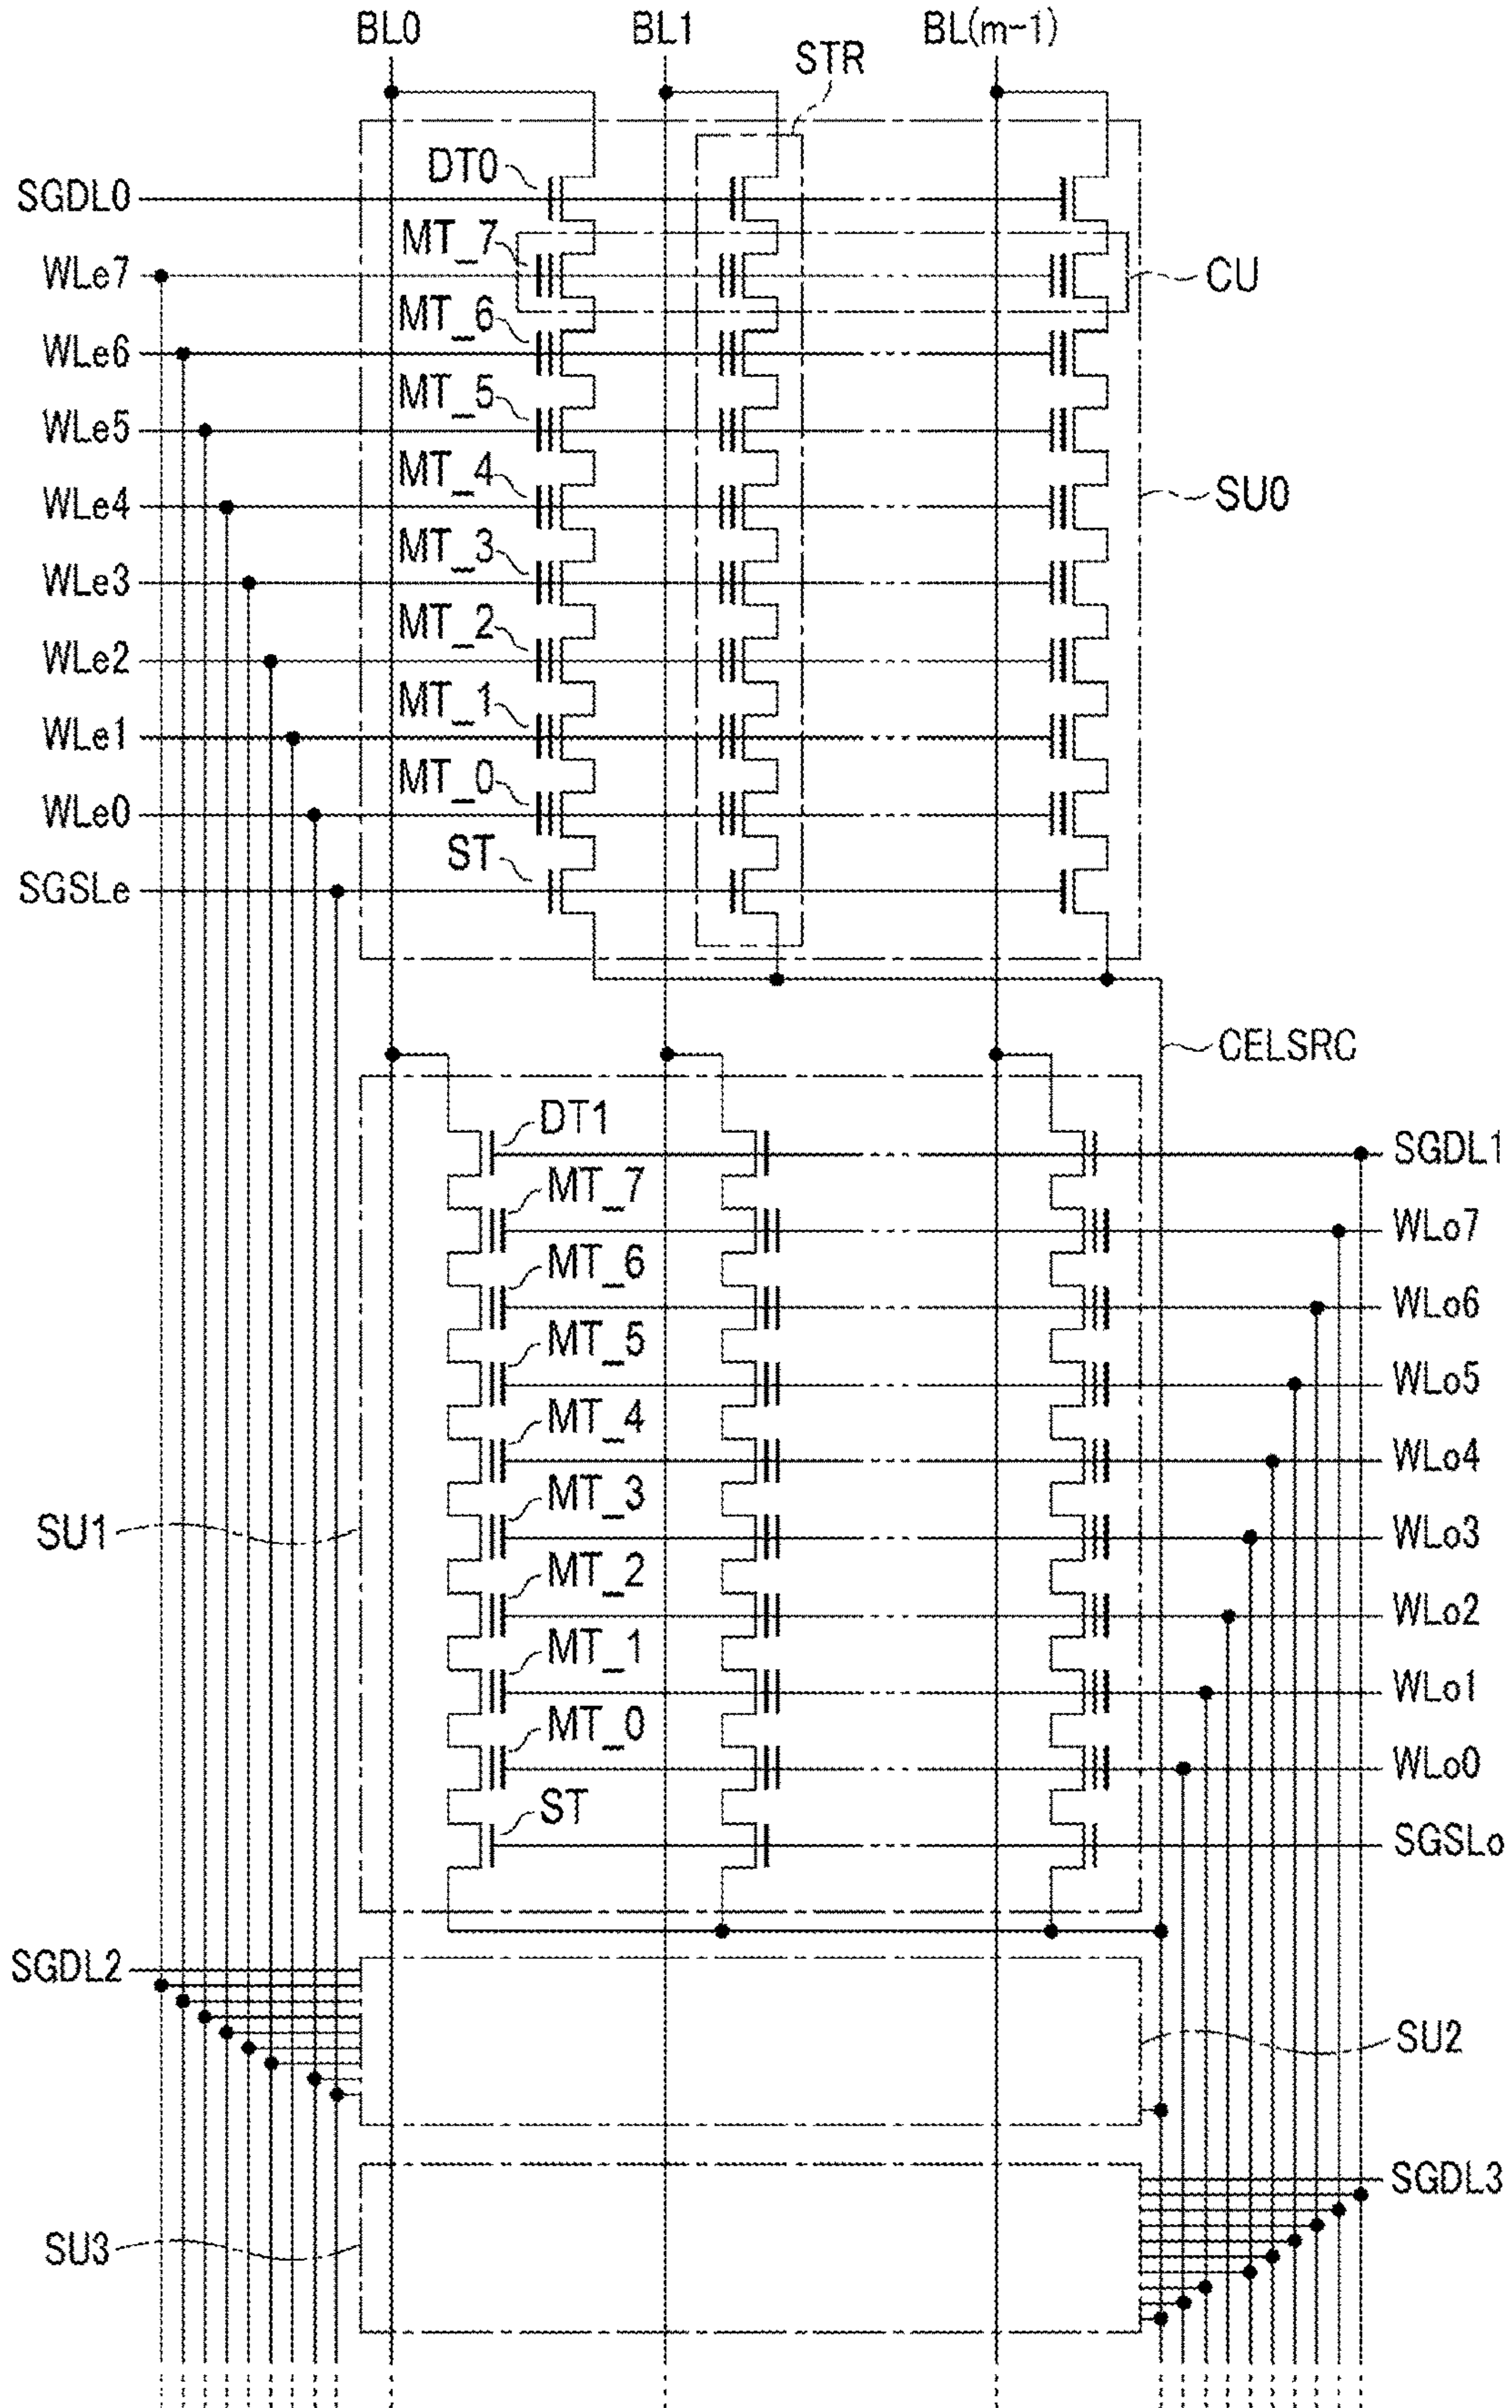 BL0 BL1 BL(m-1)
STR
DT0
SGDL0
MT_7
WLe7 CU
MT_6
WLe6
MT_5
WLe5
MT_4
WLe4 SU0
MT_3
WLe3
MT_2
WLe2
MT_1
WLe1
MT_0
WLe0
ST
SGSLe
CELSRC
DT1
SGDL1
MT_7
WLo7
MT_6
WLo6
MT_5
WLo5
MT_4
WLo4
MT_3
SU1 WLo3
MT_2
WLo2
MT_1
WLo1
MT_0
WLo0
ST
SGSLo
SGDL2
SU2
SGDL3
SU3